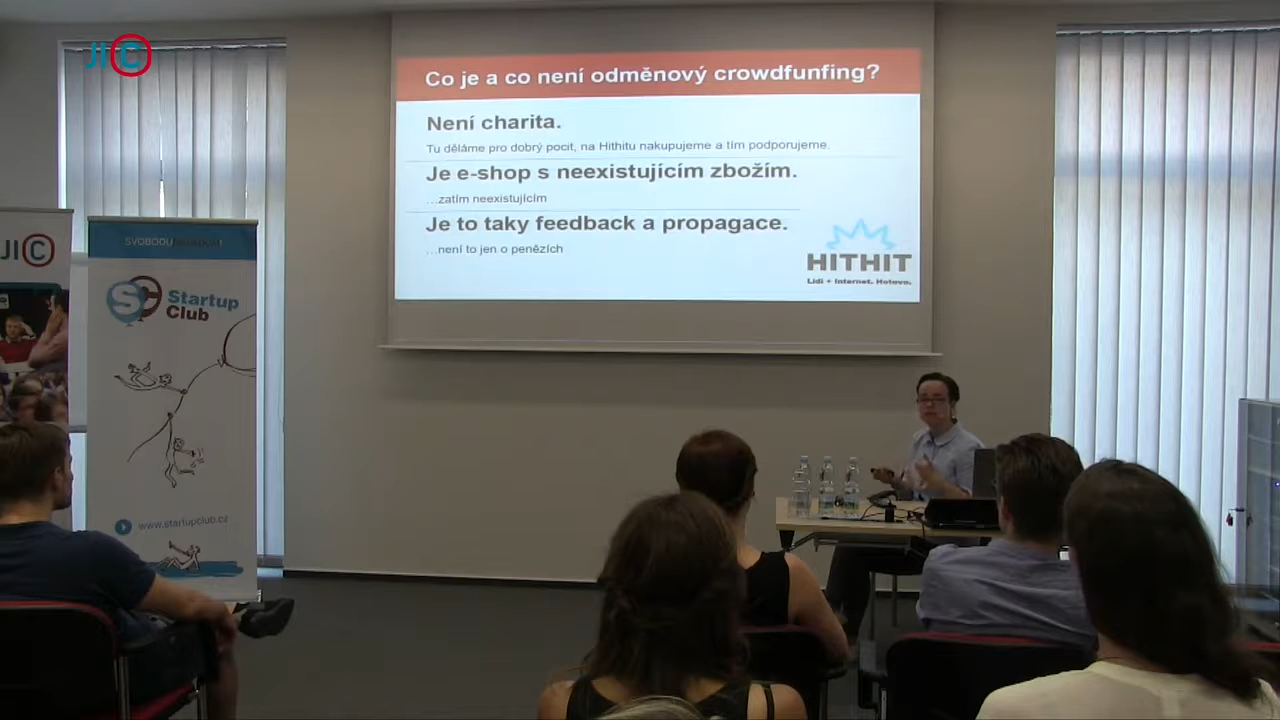 JIC
Co je a co není odměnový crowdfunfing?
Není charita.
Tu děláme pro dobrý pocit, na Hithitu nakupujeme a tím podporujeme.
Je e-shop s neexistujícím zbožím.
...zatím neexistujícím
Je to taky feedback a propagace.
...není to jen o penězích
HITHIT
Lidi + Internet. Hotovo.
JIC
SC Startup
Club
www.startupclub.cz